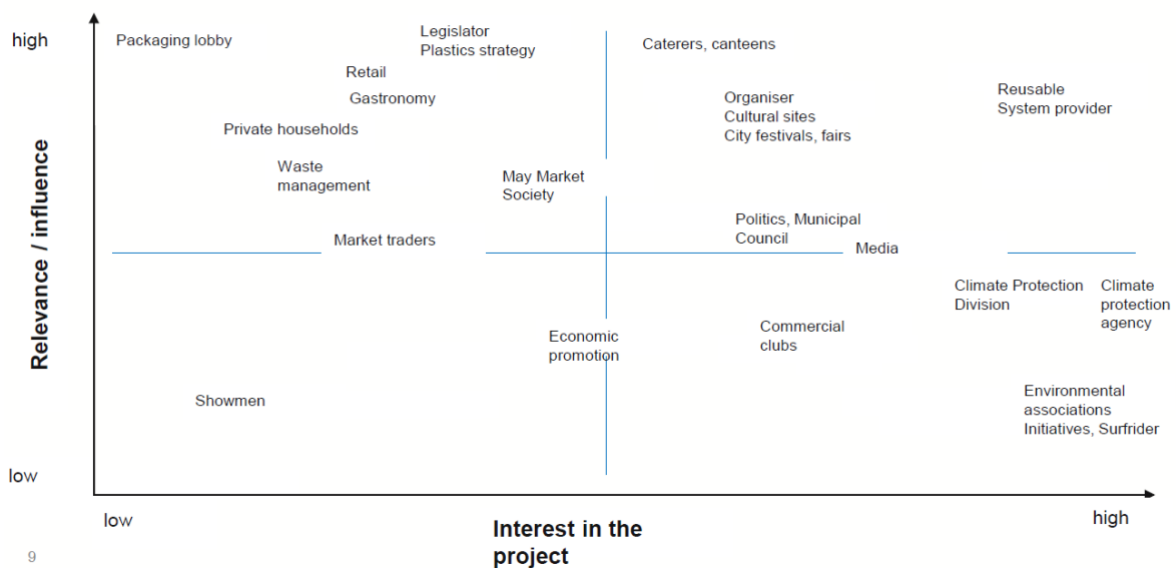 high
Packaging lobby
Legislator
Plastics strategy
Caterers, canteens
Retail
Gastronomy
Organiser
Cultural sites
City festivals, fairs
Reusable
System provider
Private households
Waste
management
May Market
Society
Relevance / influence
Market traders
Politics, Municipal
Council
Media
Climate Protection
Division
Climate
protection
agency
Economic
promotion
Commercial
clubs
Showmen
Environmental
associations
Initiatives, Surfrider
low
low
Interest in the
project
high
9